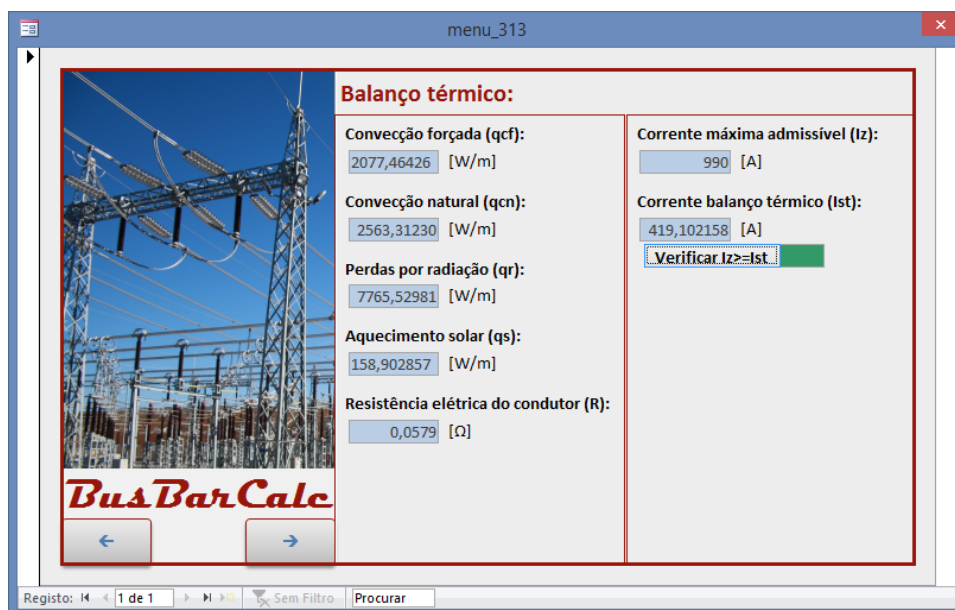 menu_313
Balanço térmico:
Convecção forçada (qcf):
2077,46426 [W/m]
Convecção natural (qcn):
2563,31230 [W/m]
Perdas por radiação (qr):
7765,52981 [W/m]
Aquecimento solar (qs):
158,902857 [W/m]
Resistência elétrica do condutor (R):
0,0579 [Ω]
Corrente máxima admissível (Iz):
990 [A]
Corrente balanço térmico (Ist):
419,102158 [A]
Verificar Iz>=Ist
BusBarCalc
Registo: 1 de 1 Sem Filtro Procurar